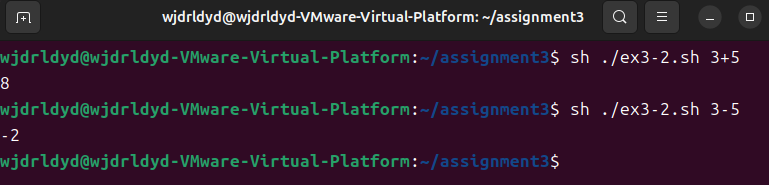 wjdrldyd@wjdrldyd-VMware-Virtual-Platform: ~/assignment3
wjdrldyd@wjdrldyd-VMware-Virtual-Platform:~/assignment3$ sh ./ex3-2.sh 3+5
8
wjdrldyd@wjdrldyd-VMware-Virtual-Platform:~/assignment3$ sh ./ex3-2.sh 3-5
-2
wjdrldyd@wjdrldyd-VMware-Virtual-Platform:~/assignment3$